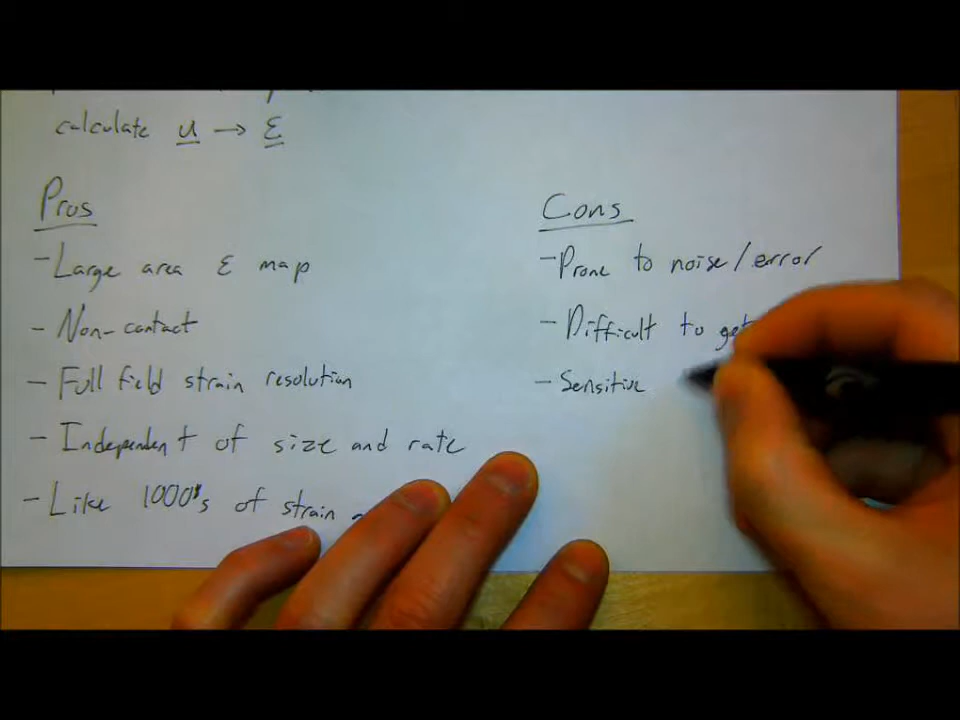 calculate u → ε
Pros
- Large area ε map
- Non-contact
- Full field strain resolution
- Independent of size and rate
- Like 1000's of strain
Cons
- Prone to noise/error
- Difficult to get
- Sensitive